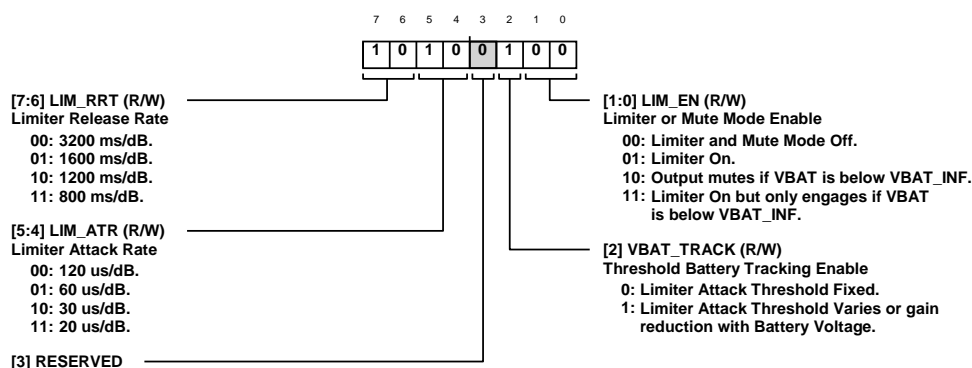 7 6 5 4 3 2 1 0
1 0 1 0 0 1 0 0
[7:6] LIM_RRT (R/W)
Limiter Release Rate
00: 3200 ms/dB.
01: 1600 ms/dB.
10: 1200 ms/dB.
11: 800 ms/dB.
[5:4] LIM_ATR (R/W)
Limiter Attack Rate
00: 120 us/dB.
01: 60 us/dB.
10: 30 us/dB.
11: 20 us/dB.
[3] RESERVED
[1:0] LIM_EN (R/W)
Limiter or Mute Mode Enable
00: Limiter and Mute Mode Off.
01: Limiter On.
10: Output mutes if VBAT is below VBAT_INF.
11: Limiter On but only engages if VBAT
is below VBAT_INF.
[2] VBAT_TRACK (R/W)
Threshold Battery Tracking Enable
0: Limiter Attack Threshold Fixed.
1: Limiter Attack Threshold Varies or gain
reduction with Battery Voltage.